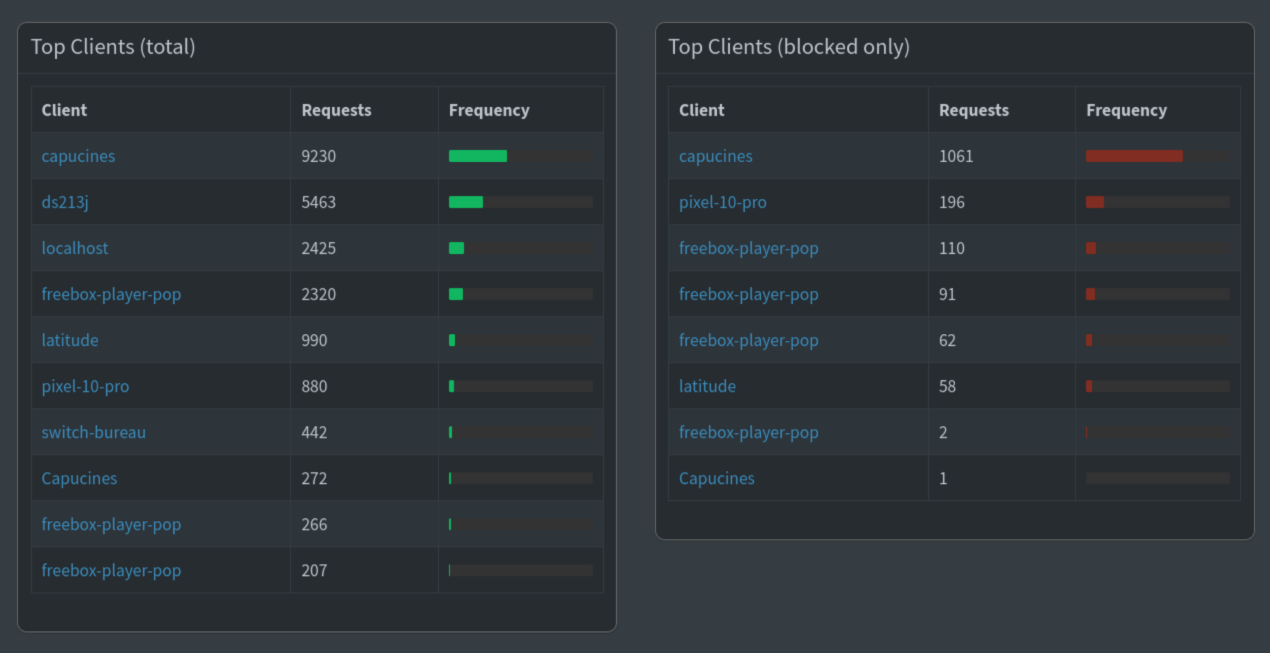 Top Clients (total)
Client Requests Frequency
capucines 9230
ds213j 5463
localhost 2425
freebox-player-pop 2320
latitude 990
pixel-10-pro 880
switch-bureau 442
Capucines 272
freebox-player-pop 266
freebox-player-pop 207
Top Clients (blocked only)
Client Requests Frequency
capucines 1061
pixel-10-pro 196
freebox-player-pop 110
freebox-player-pop 91
freebox-player-pop 62
latitude 58
freebox-player-pop 2
Capucines 1